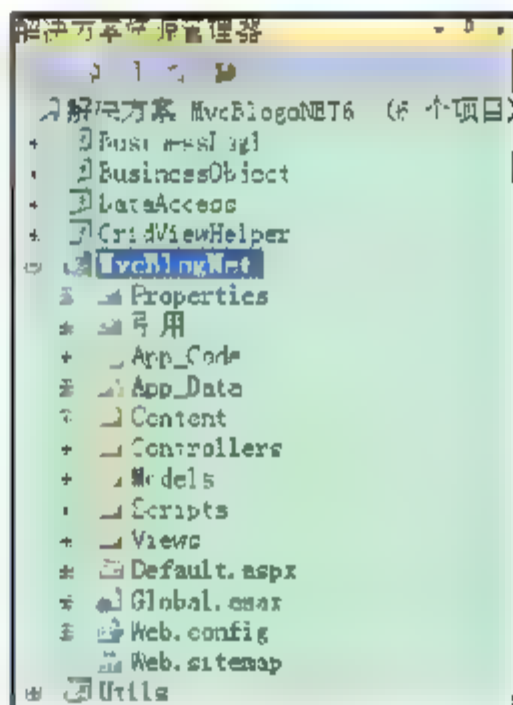 解决方案资源管理器
解决方案 MvcBlogoNET6 (6 个项目)
BusinessObject
DataAccess
GridViewHelper
MvcBlogNet
Properties
引用
App_Code
App_Data
Content
Controllers
Models
Scripts
Views
Default.aspx
Global.asax
Web.config
Web.sitemap
Utils